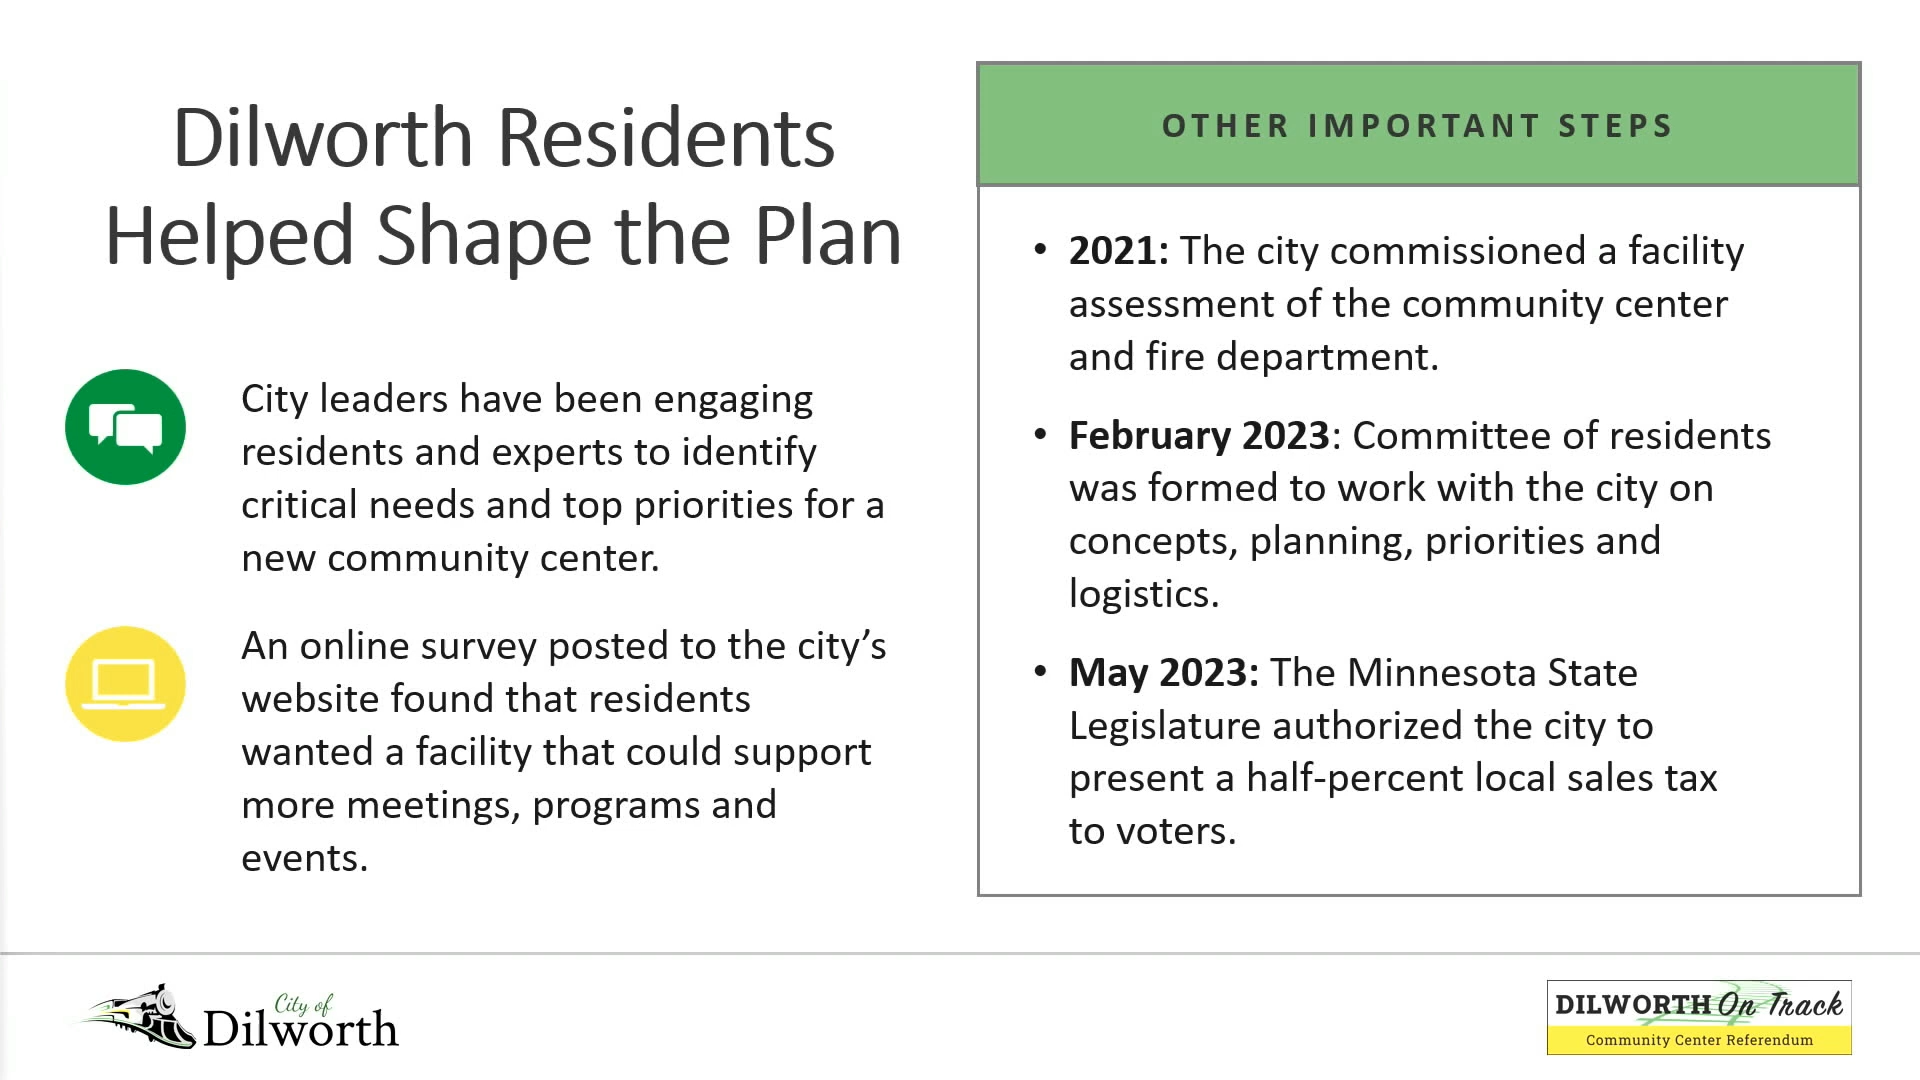 Dilworth Residents
Helped Shape the Plan
City leaders have been engaging
residents and experts to identify
critical needs and top priorities for a
new community center.
An online survey posted to the city’s
website found that residents
wanted a facility that could support
more meetings, programs and
events.
OTHER IMPORTANT STEPS
• 2021: The city commissioned a facility
assessment of the community center
and fire department.
• February 2023: Committee of residents
was formed to work with the city on
concepts, planning, priorities and
logistics.
• May 2023: The Minnesota State
Legislature authorized the city to
present a half-percent local sales tax
to voters.
City of
Dilworth
DILWORTH On Track
Community Center Referendum